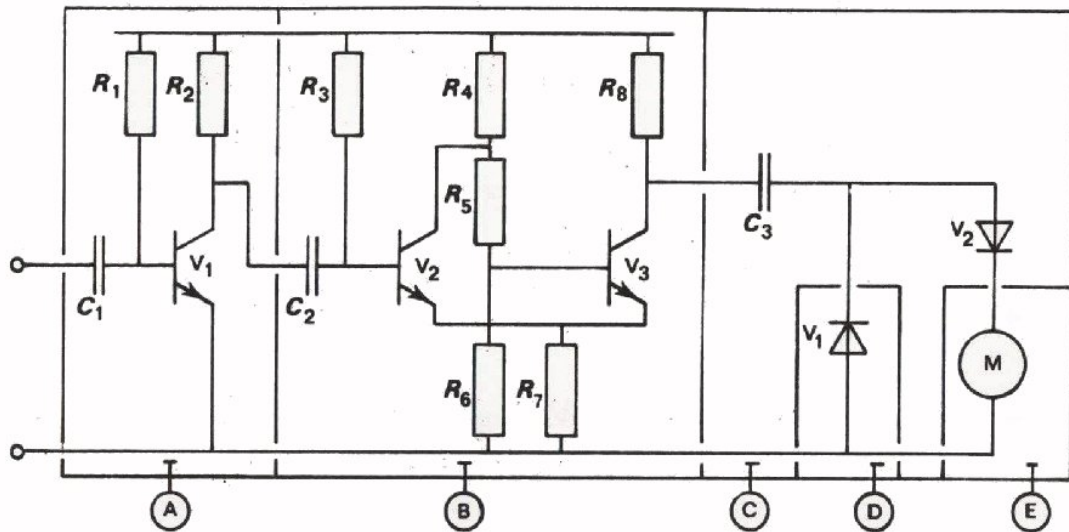 R1 R2 R3 R4 R8
R5
C3
V1 V2 V3 V2
C1 C2
V1 M
R6 R7
A B C D E